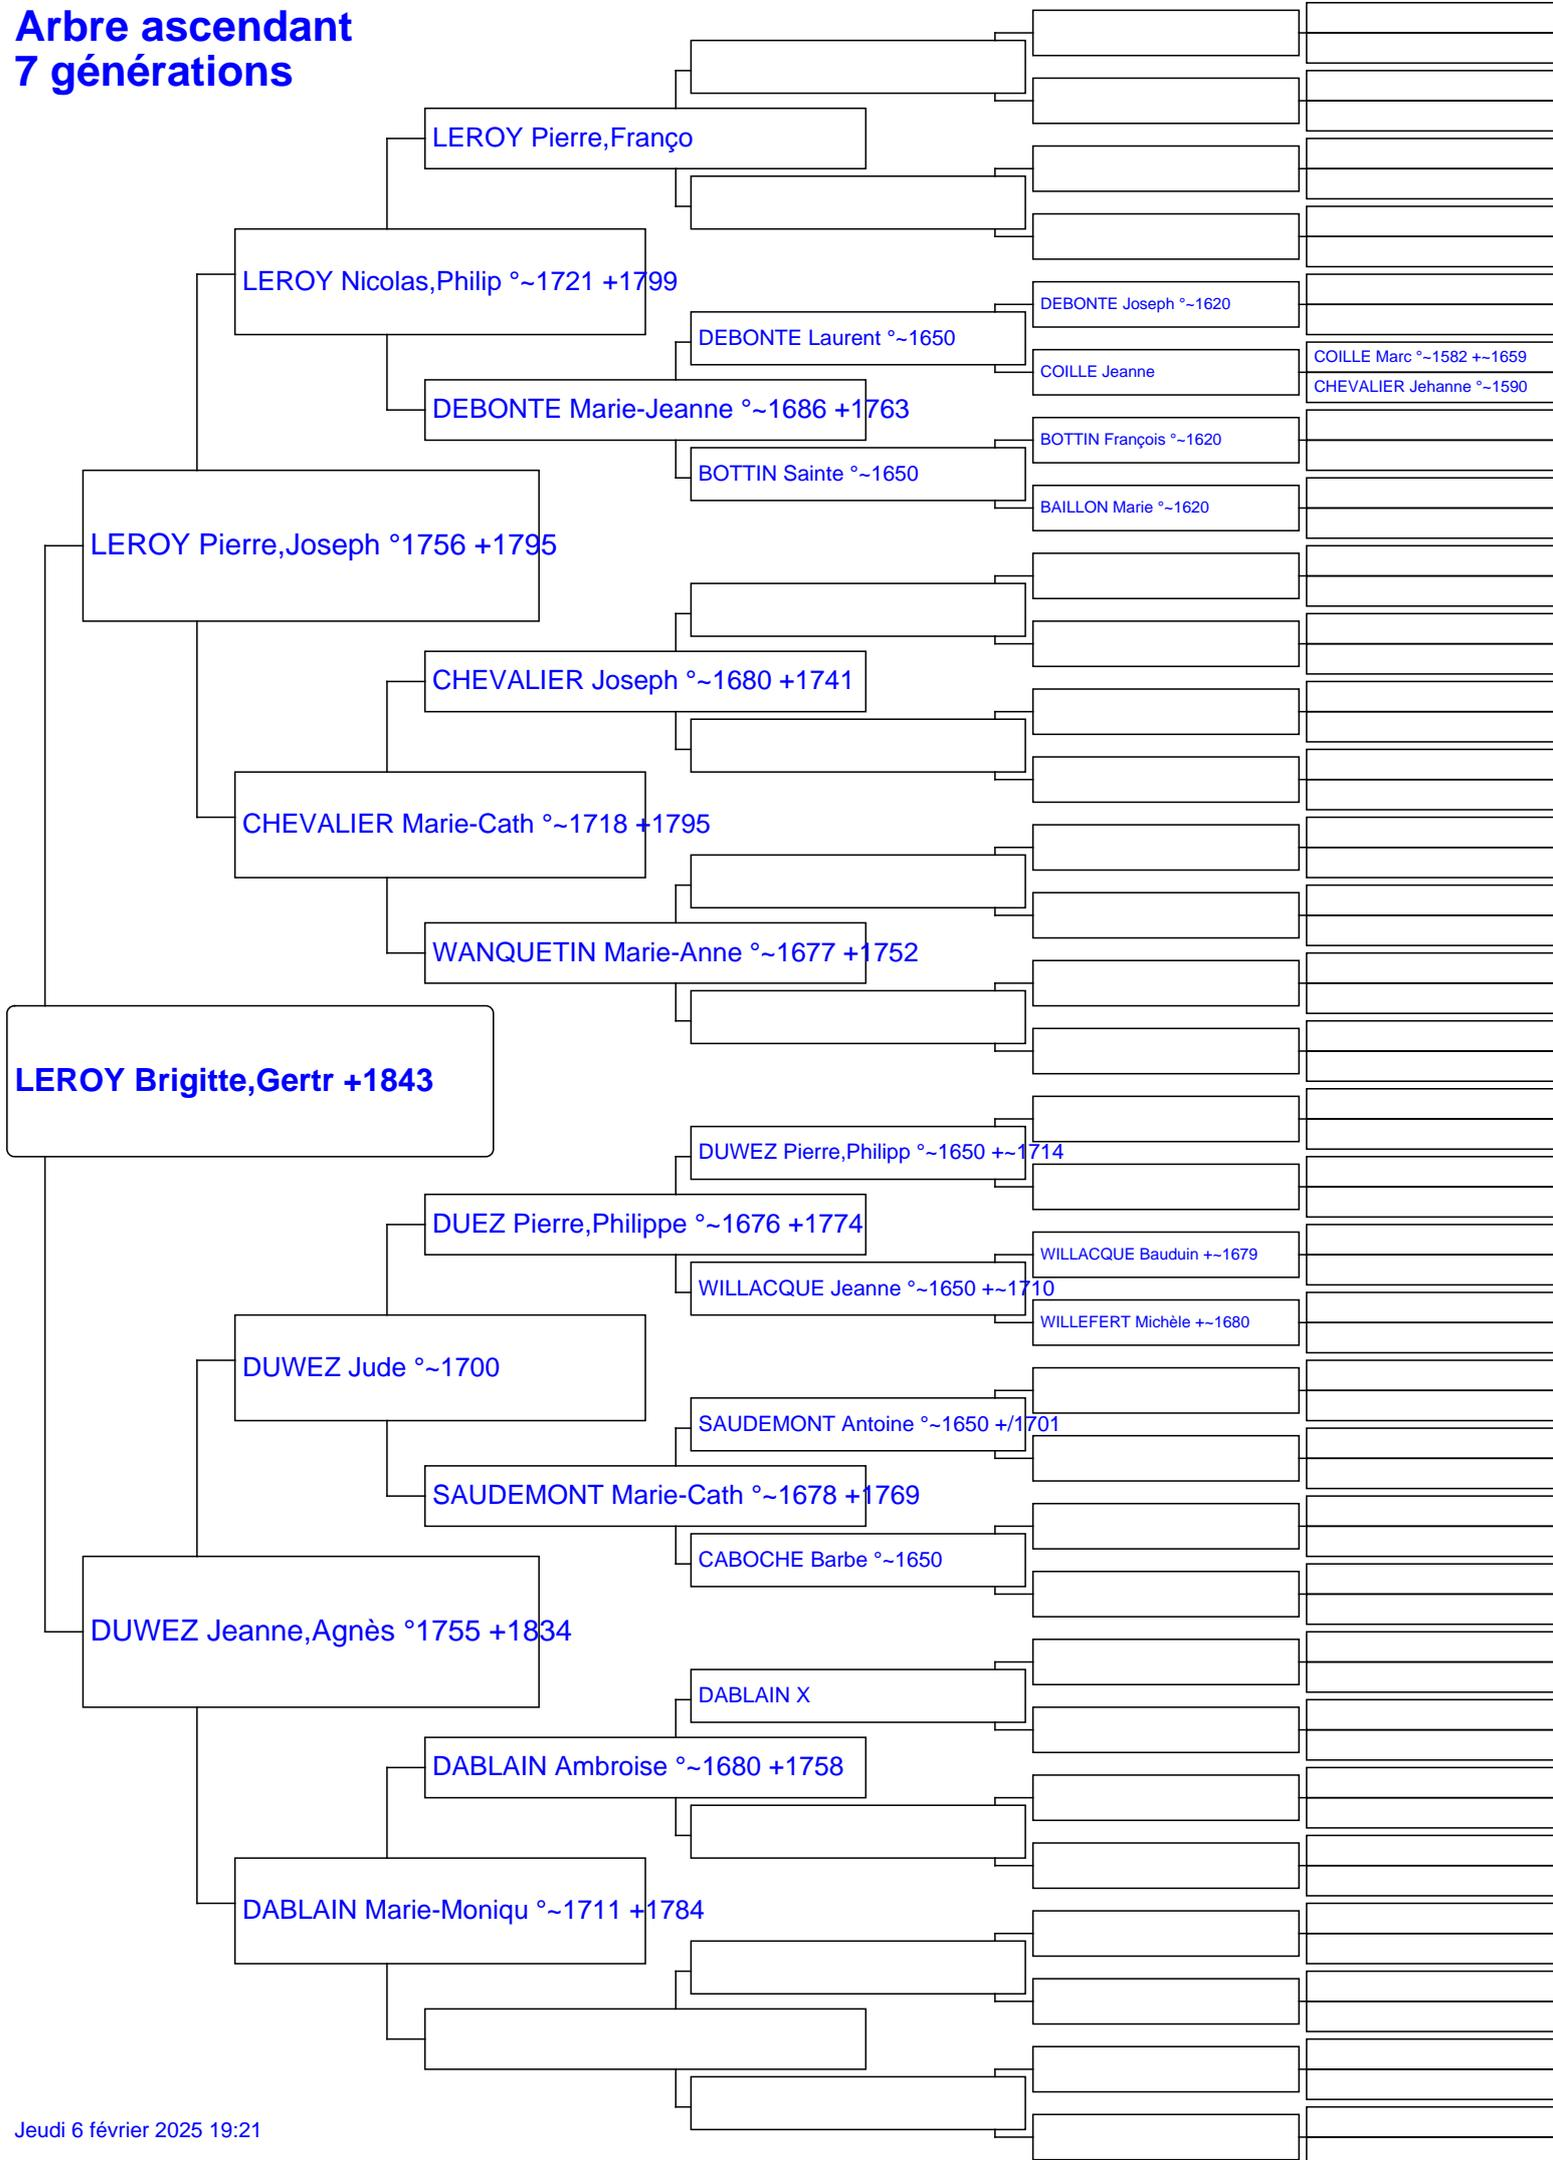 Arbre ascendant
7 générations
LEROY Pierre,Franço
LEROY Nicolas,Philip °~1721 +1799
DEBONTE Joseph °~1620
DEBONTE Laurent °~1650
COILLE Marc °~1582 +~1659
COILLE Jeanne
CHEVALIER Jehanne °~1590
DEBONTE Marie-Jeanne °~1686 +1763
BOTTIN François °~1620
BOTTIN Sainte °~1650
BAILLON Marie °~1620
LEROY Pierre,Joseph °1756 +1795
CHEVALIER Joseph °~1680 +1741
CHEVALIER Marie-Cath °~1718 +1795
WANQUETIN Marie-Anne °~1677 +1752
LEROY Brigitte,Gertr +1843
DUWEZ Pierre,Philipp °~1650 +~1714
DUEZ Pierre,Philippe °~1676 +1774
WILLACQUE Bauduin +~1679
WILLACQUE Jeanne °~1650 +~1710
WILLEFERT Michèle +~1680
DUWEZ Jude °~1700
SAUDEMONT Antoine °~1650 +/1701
SAUDEMONT Marie-Cath °~1678 +1769
CABOCHE Barbe °~1650
DUWEZ Jeanne,Agnès °1755 +1834
DABLAIN X
DABLAIN Ambroise °~1680 +1758
DABLAIN Marie-Moniqu °~1711 +1784
Jeudi 6 février 2025 19:21